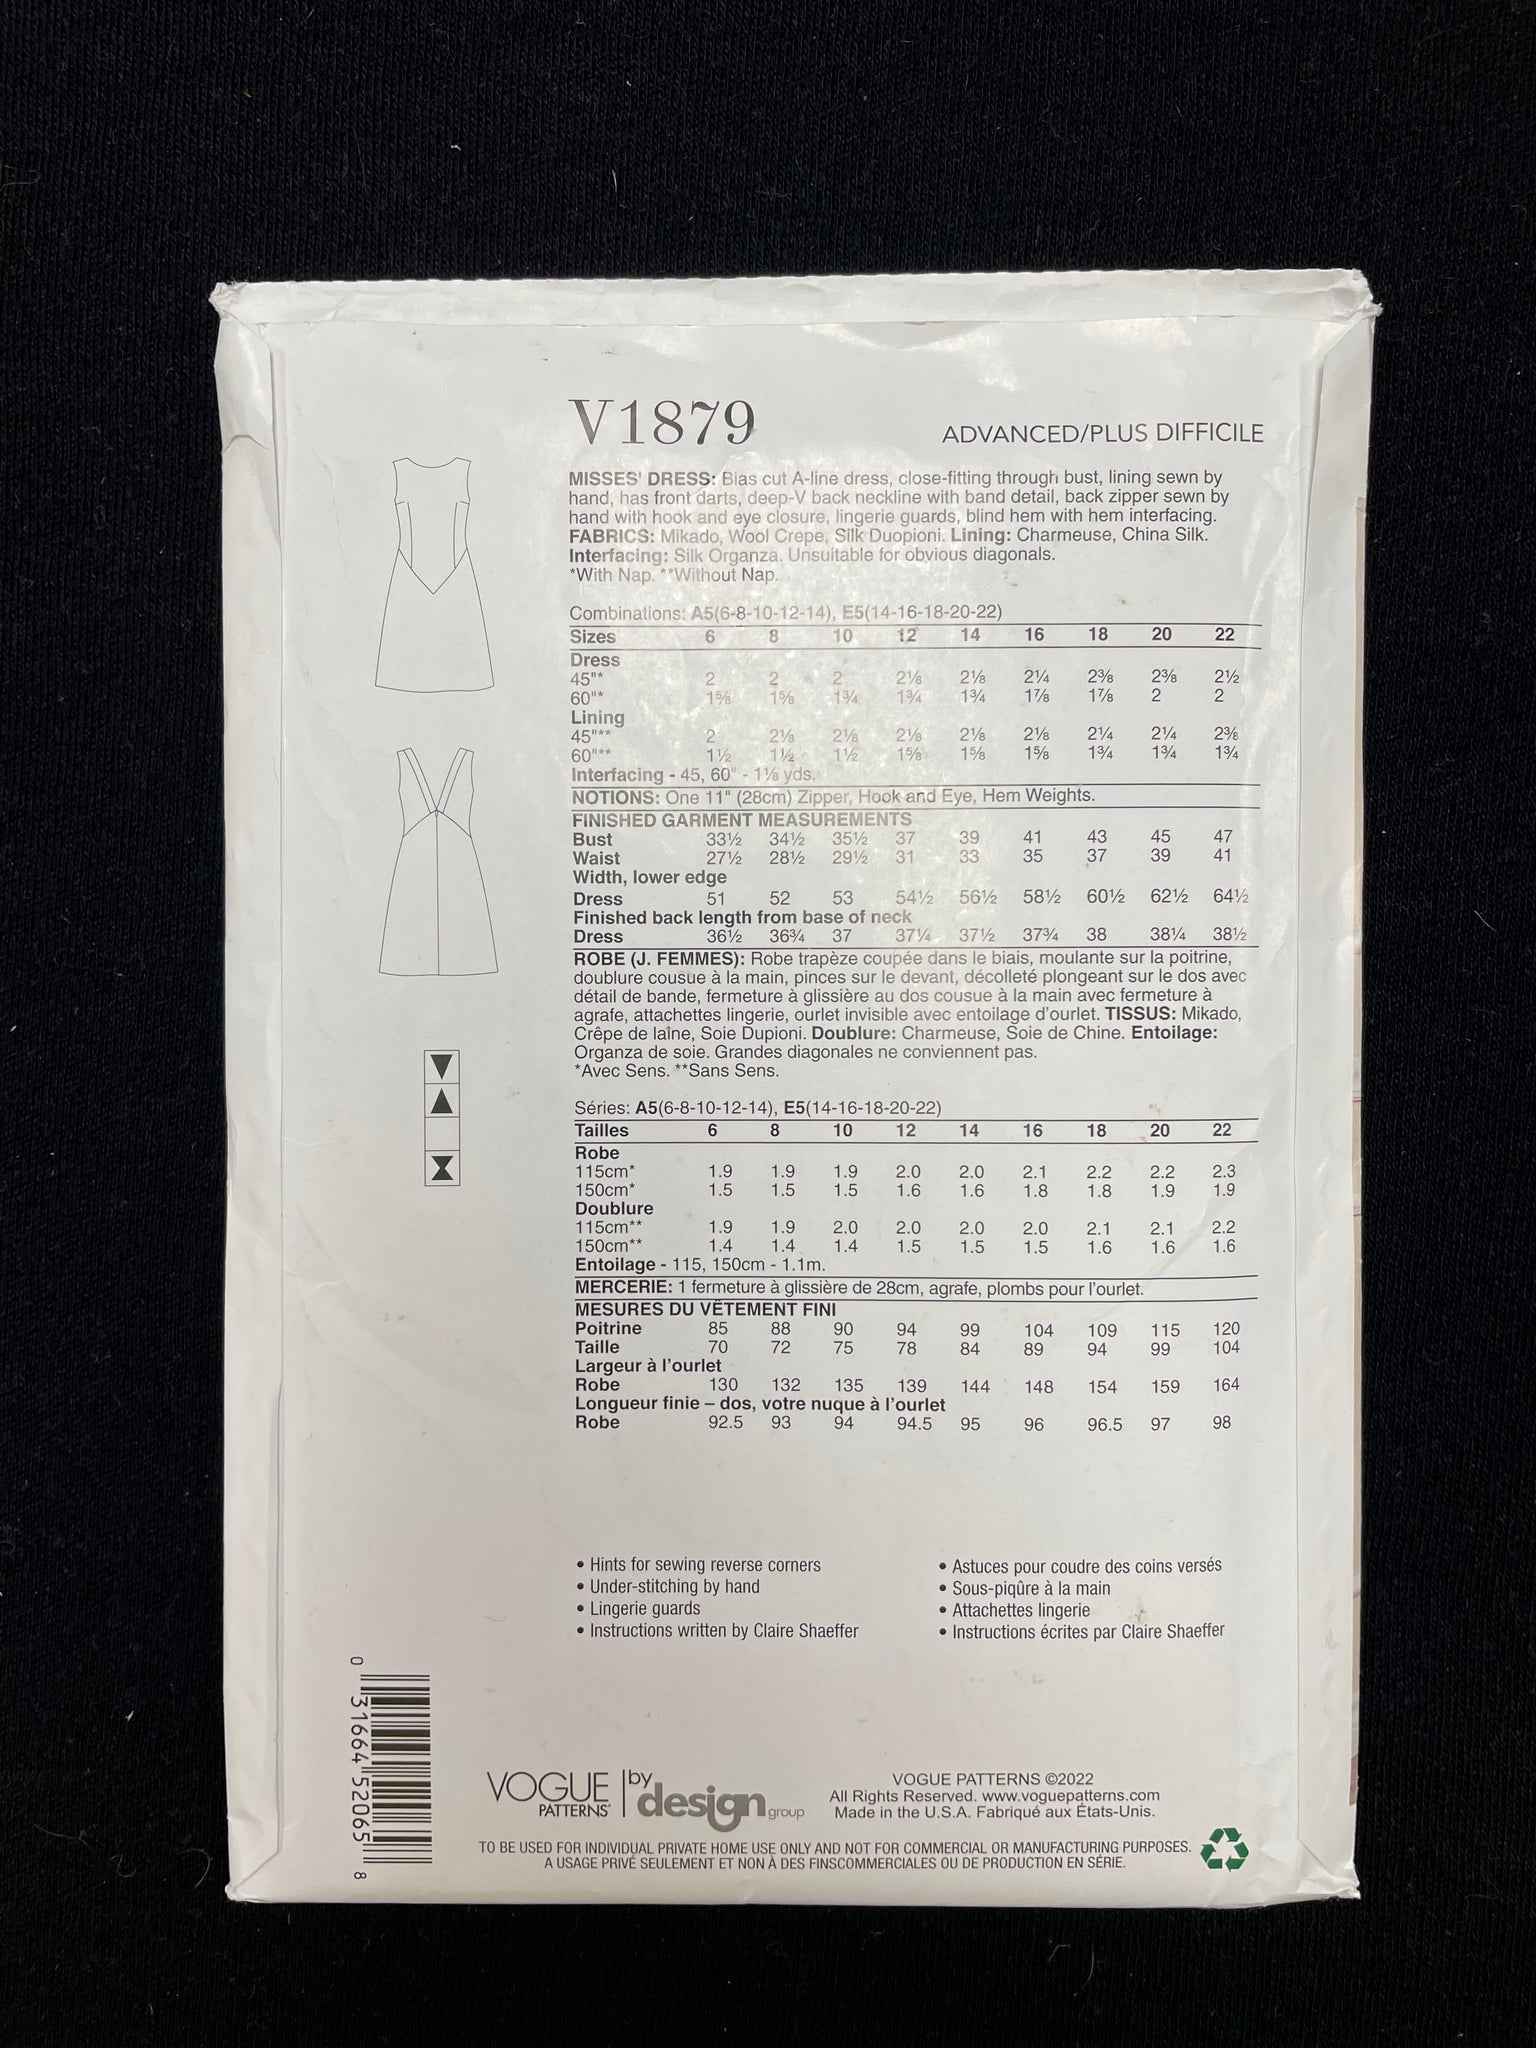 V1879
ADVANCED/PLUS DIFFICILE
MISSES' DRESS: Bias cut A-line dress, close-fitting through bust, lining sewn by
hand, has front darts, deep-V back neckline with band detail, back zipper sewn by
hand with hook and eye closure, lingerie guards, blind hem with hem interfacing.
FABRICS: Mikado, Wool Crepe, Silk Duopioni. Lining: Charmeuse, China Silk.
Interfacing: Silk Organza. Unsuitable for obvious diagonals.
*With Nap. **Without Nap.
Combinations: A5(6-8-10-12-14), E5(14-16-18-20-22)
Sizes 6 8 10 12 14 16 18 20 22
Dress
45"* 2 2 2 2⅛ 2⅛ 2¼ 2⅜ 2⅜ 2½
60"* 1⅝ 1⅝ 1¾ 1¾ 1¾ 1⅞ 1⅞ 2 2
Lining
45"** 2 2⅛ 2⅛ 2⅛ 2⅛ 2⅛ 2¼ 2¼ 2⅜
60"** 1½ 1½ 1½ 1⅝ 1⅝ 1⅝ 1¾ 1¾ 1¾
Interfacing - 45, 60" - 1⅛ yds.
NOTIONS: One 11" (28cm) Zipper, Hook and Eye, Hem Weights.
FINISHED GARMENT MEASUREMENTS
Bust 33½ 34½ 35½ 37 39 41 43 45 47
Waist 27½ 28½ 29½ 31 33 35 37 39 41
Width, lower edge
Dress 51 52 53 54½ 56½ 58½ 60½ 62½ 64½
Finished back length from base of neck
Dress 36½ 36¾ 37 37¼ 37½ 37¾ 38 38¼ 38½
ROBE (J. FEMMES): Robe trapèze coupée dans le biais, moulante sur la poitrine,
doublure cousue à la main, pinces sur le devant, décolleté plongeant sur le dos avec
détail de bande, fermeture à glissière au dos cousue à la main avec fermeture à
agrafe, attachettes lingerie, ourlet invisible avec entoilage d'ourlet. TISSUS: Mikado,
Crêpe de laîne, Soie Dupioni. Doublure: Charmeuse, Soie de Chine. Entoilage:
Organza de soie. Grandes diagonales ne conviennent pas.
*Avec Sens. **Sans Sens.
Séries: A5(6-8-10-12-14), E5(14-16-18-20-22)
Tailles 6 8 10 12 14 16 18 20 22
Robe
115cm* 1.9 1.9 1.9 2.0 2.0 2.1 2.2 2.2 2.3
150cm* 1.5 1.5 1.5 1.6 1.6 1.8 1.8 1.9 1.9
Doublure
115cm** 1.9 1.9 2.0 2.0 2.0 2.0 2.1 2.1 2.2
150cm** 1.4 1.4 1.4 1.5 1.5 1.5 1.6 1.6 1.6
Entoilage - 115, 150cm - 1.1m.
MERCERIE: 1 fermeture à glissière de 28cm, agrafe, plombs pour l'ourlet.
MESURES DU VÊTEMENT FINI
Poitrine 85 88 90 94 99 104 109 115 120
Taille 70 72 75 78 84 89 94 99 104
Largeur à l'ourlet
Robe 130 132 135 139 144 148 154 159 164
Longueur finie – dos, votre nuque à l'ourlet
Robe 92.5 93 94 94.5 95 96 96.5 97 98
• Hints for sewing reverse corners
• Under-stitching by hand
• Lingerie guards
• Instructions written by Claire Shaeffer
• Astuces pour coudre des coins versés
• Sous-piqûre à la main
• Attachettes lingerie
• Instructions écrites par Claire Shaeffer
0 31664 52065 8
VOGUE PATTERNS by design group
VOGUE PATTERNS ©2022
All Rights Reserved. www.voguepatterns.com
Made in the U.S.A. Fabriqué aux États-Unis.
TO BE USED FOR INDIVIDUAL PRIVATE HOME USE ONLY AND NOT FOR COMMERCIAL OR MANUFACTURING PURPOSES.
A USAGE PRIVÉ SEULEMENT ET NON À DES FINSCOMMERCIALES OU DE PRODUCTION EN SÉRIE.